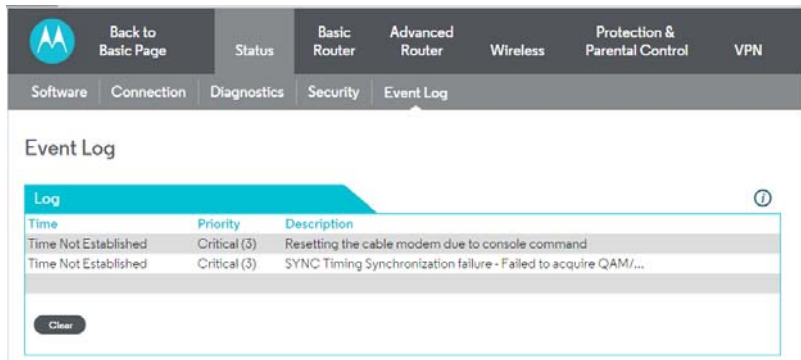 Back to Basic Advanced Protection &
Basic Page Status Router Router Wireless Parental Control VPN
Software Connection Diagnostics Security Event Log
Event Log
Log
Time Priority Description
Time Not Established Critical (3) Resetting the cable modem due to console command
Time Not Established Critical (3) SYNC Timing Synchronization failure - Failed to acquire QAM/...
Clear